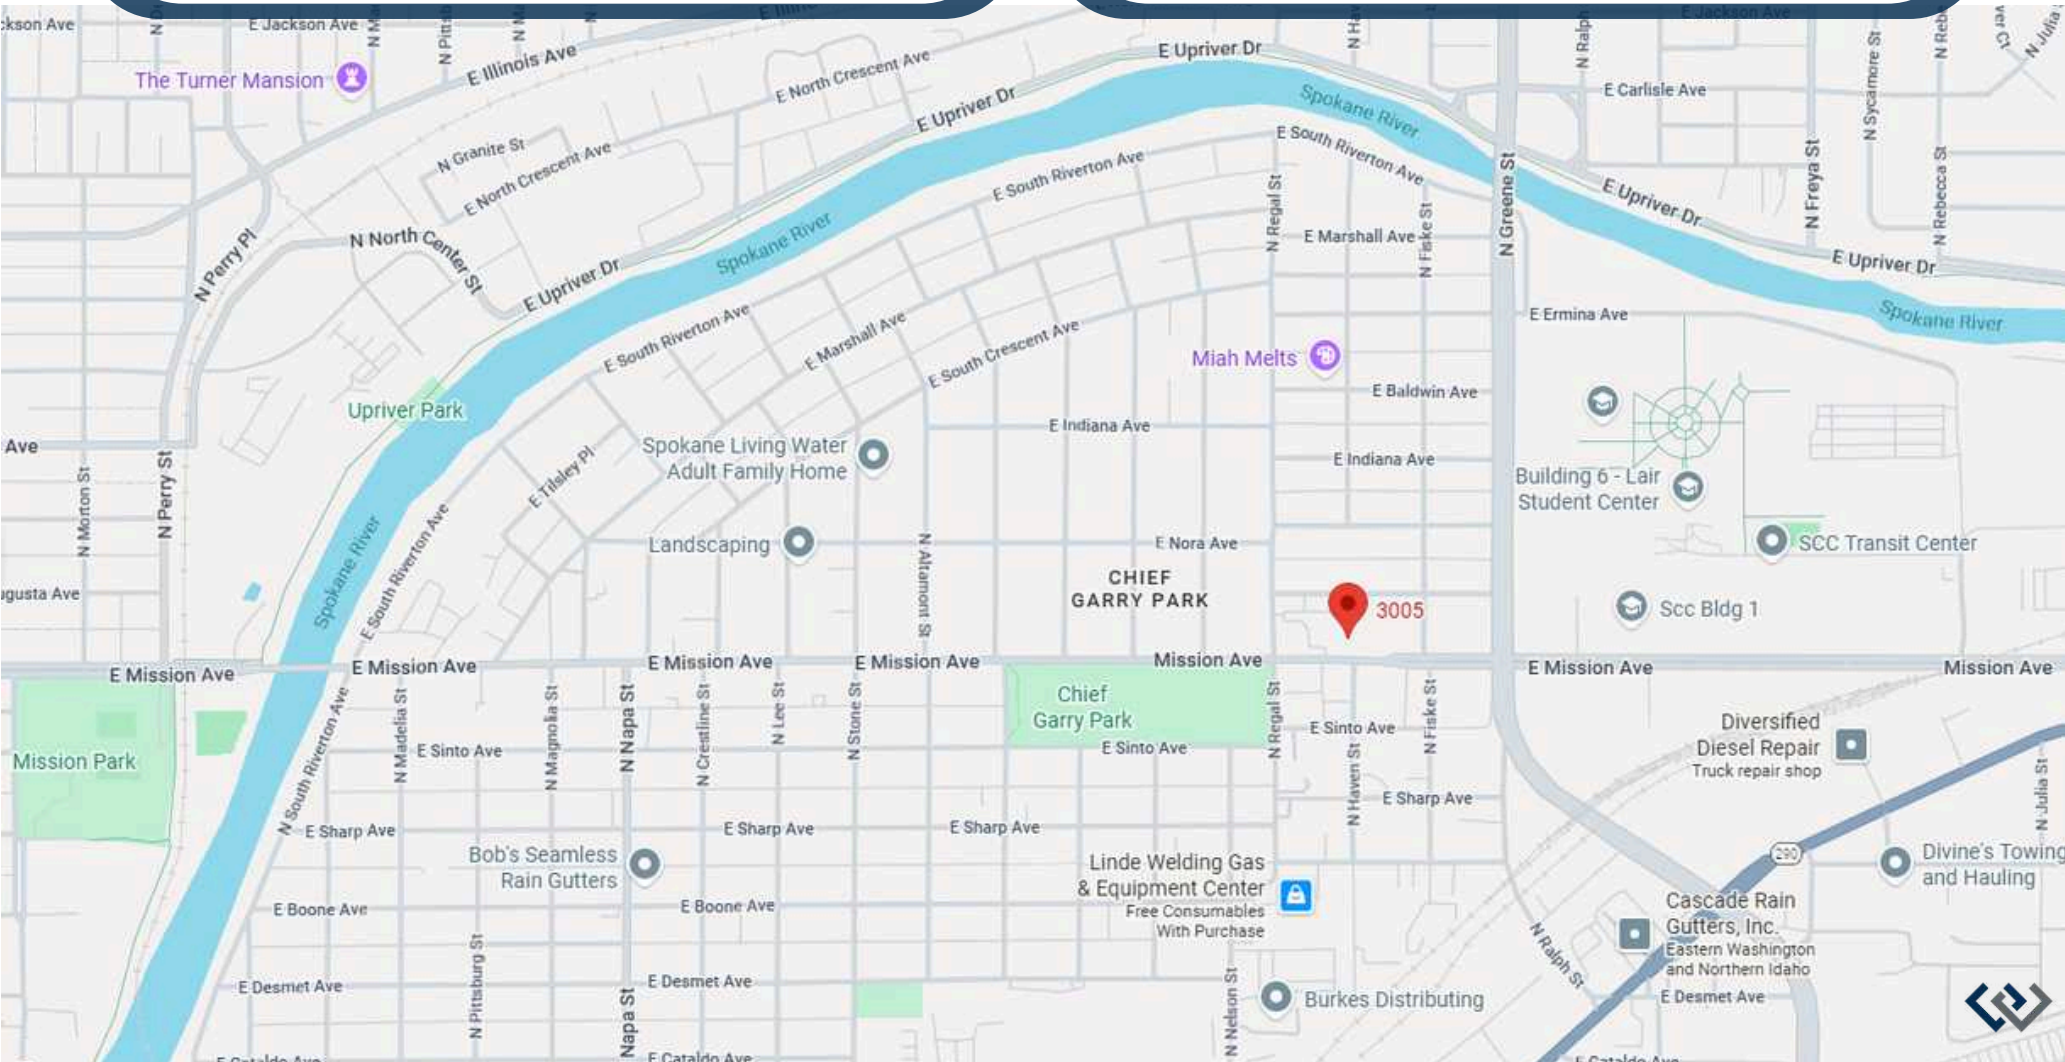 E Jackson Ave
E Jackson Ave
The Turner Mansion
E Illinois Ave
E North Crescent Ave
E Upriver Dr
E Upriver Dr
Spokane River
E Carlisle Ave
N Sycamore St
N Granite St
E North Crescent Ave
E South Riverton Ave
E South Riverton Ave
N Regal St
N Greene St
N Freya St
N Rebecca St
E Upriver Dr
N Perry Pl
N North Center St
E Upriver Dr
Spokane River
E Marshall Ave
N Fiske St
E Upriver Dr
Spokane River
E Ermina Ave
E South Riverton Ave
E Marshall Ave
E South Crescent Ave
Miah Melts
E Baldwin Ave
Upriver Park
E Indiana Ave
E Indiana Ave
Ave
N Morton St
N Perry St
Spokane Living Water
Adult Family Home
E Tilsley Pl
Building 6 - Lair
Student Center
Spokane River
E South Riverton Ave
Landscaping
N Altamont St
E Nora Ave
SCC Transit Center
CHIEF
GARRY PARK
3005
Scc Bldg 1
E Mission Ave
E Mission Ave
E Mission Ave
E Mission Ave
Mission Ave
E Mission Ave
Mission Ave
Chief
Garry Park
N South Riverton Ave
N Madelia St
N Magnolia St
N Napa St
N Crestline St
N Lee St
N Stone St
N Regal St
N Haven St
N Fiske St
E Sinto Ave
E Sinto Ave
E Sinto Ave
Mission Park
Diversified
Diesel Repair
Truck repair shop
N Julia St
E Sharp Ave
E Sharp Ave
E Sharp Ave
E Sharp Ave
Bob's Seamless
Rain Gutters
Linde Welding Gas
& Equipment Center
Free Consumables
With Purchase
290
Divine's Towing
and Hauling
E Boone Ave
E Boone Ave
Cascade Rain
Gutters, Inc.
Eastern Washington
and Northern Idaho
N Ralph St
E Desmet Ave
N Pittsburg St
Napa St
E Desmet Ave
N Nelson St
Burkes Distributing
E Desmet Ave
E Cataldo Ave